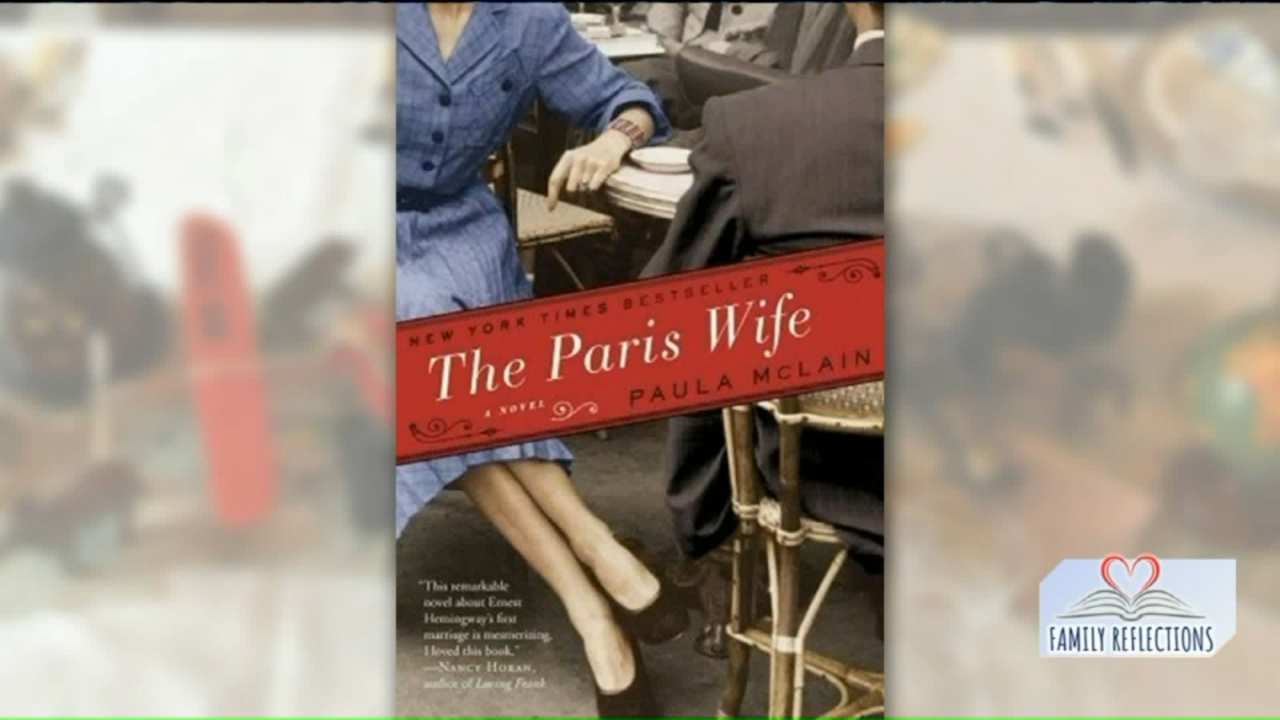 NEW YORK TIMES BESTSELLER
The Paris Wife
A NOVEL
PAULA McLAIN
"This remarkable
novel about Ernest
Hemingway's first
marriage is mesmerizing.
I loved this book."
—NANCY HORAN,
author of Loving Frank
FAMILY REFLECTIONS